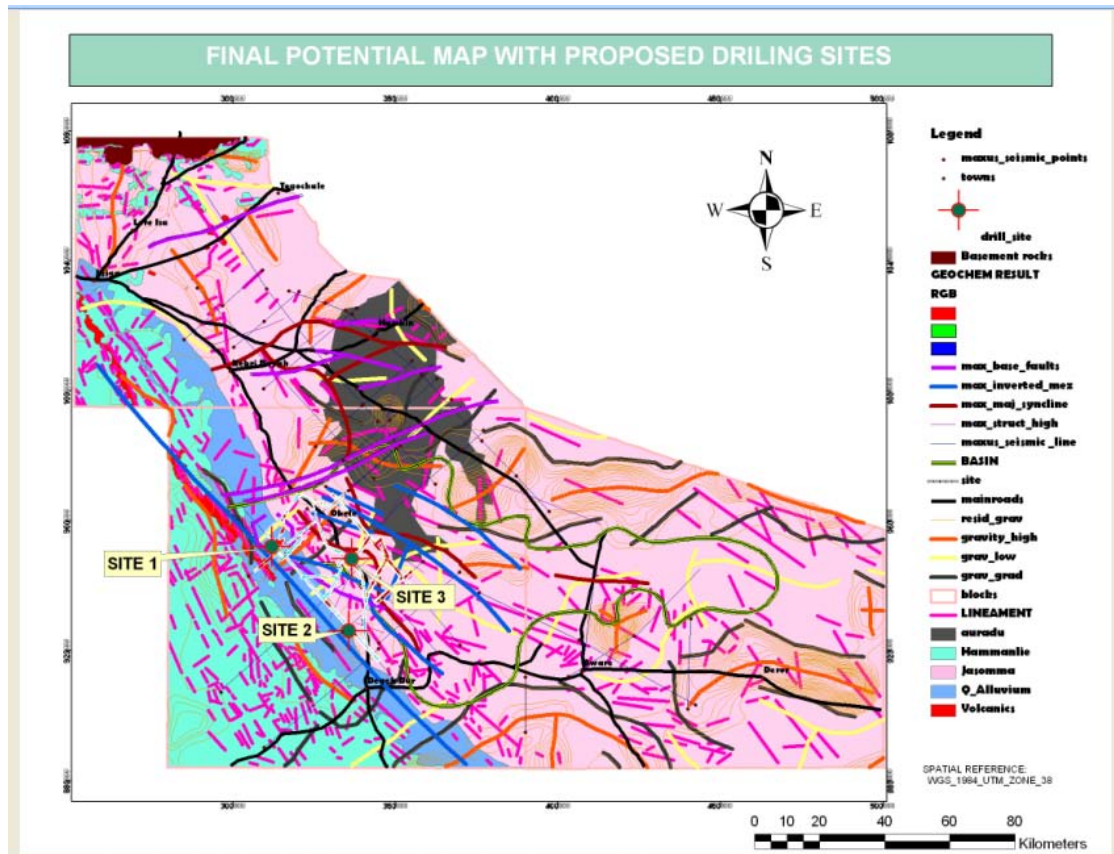 FINAL POTENTIAL MAP WITH PROPOSED DRILING SITES
Legend
maxus_seismic_points
towns
drill_site
Basement rocks
GEOCHEM RESULT
RGB
max_base_faults
max_inverted_mez
max_maj_syncline
max_struct_high
maxus_seismic_line
BASIN
site
mainroads
resid_grav
gravity_high
grav_low
grav_grad
blocks
LINEAMENT
auradu
Hammanlie
Jasomma
Q_Alluvium
Volcanics
N
W
E
S
Togochale
SITE 1
SITE 3
SITE 2
Aware
SPATIAL REFERENCE:
WGS_1984_UTM_ZONE_38
0 10 20 40 60 80
Kilometers